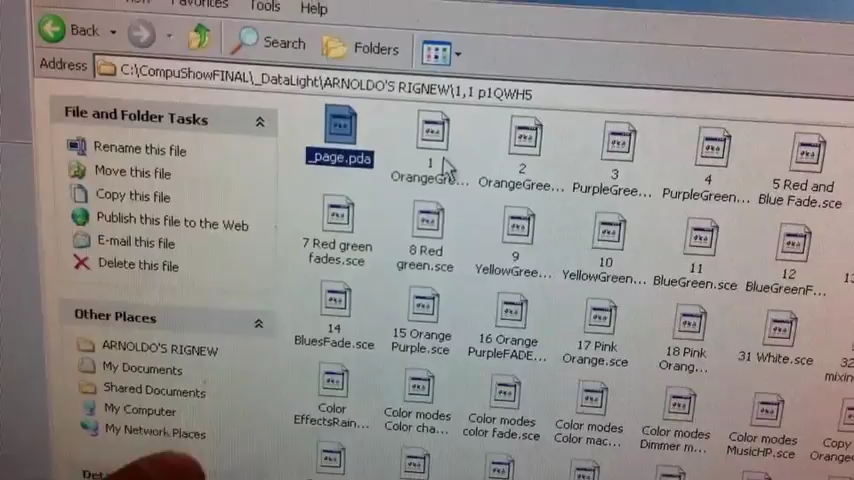 Favorites Tools Help
Back Search Folders
Address C:\CompuShowFINAL\_DataLight\ARNOLDO'S RIGNEW\1,1 p1QWH5
File and Folder Tasks
Rename this file
Move this file
Copy this file
Publish this file to the Web
E-mail this file
Delete this file
Other Places
ARNOLDO'S RIGNEW
My Documents
Shared Documents
My Computer
My Network Places
_page.pda
1
OrangeGre...
2
OrangeGree...
3
PurpleGree...
4
PurpleGreen...
5 Red and
Blue Fade.sce
7 Red green
fades.sce
8 Red
green.sce
9
YellowGree...
10
YellowGreen...
11
BlueGreen.sce
12
BlueGreenF...
14
BluesFade.sce
15 Orange
Purple.sce
16 Orange
PurpleFADE...
17 Pink
Orange.sce
18 Pink
Orang...
31 White.sce
Color
EffectsRain...
Color modes
Color cha...
Color modes
color fade.sce
Color modes
Color mac...
Color modes
Dimmer m...
Color modes
MusicHP.sce